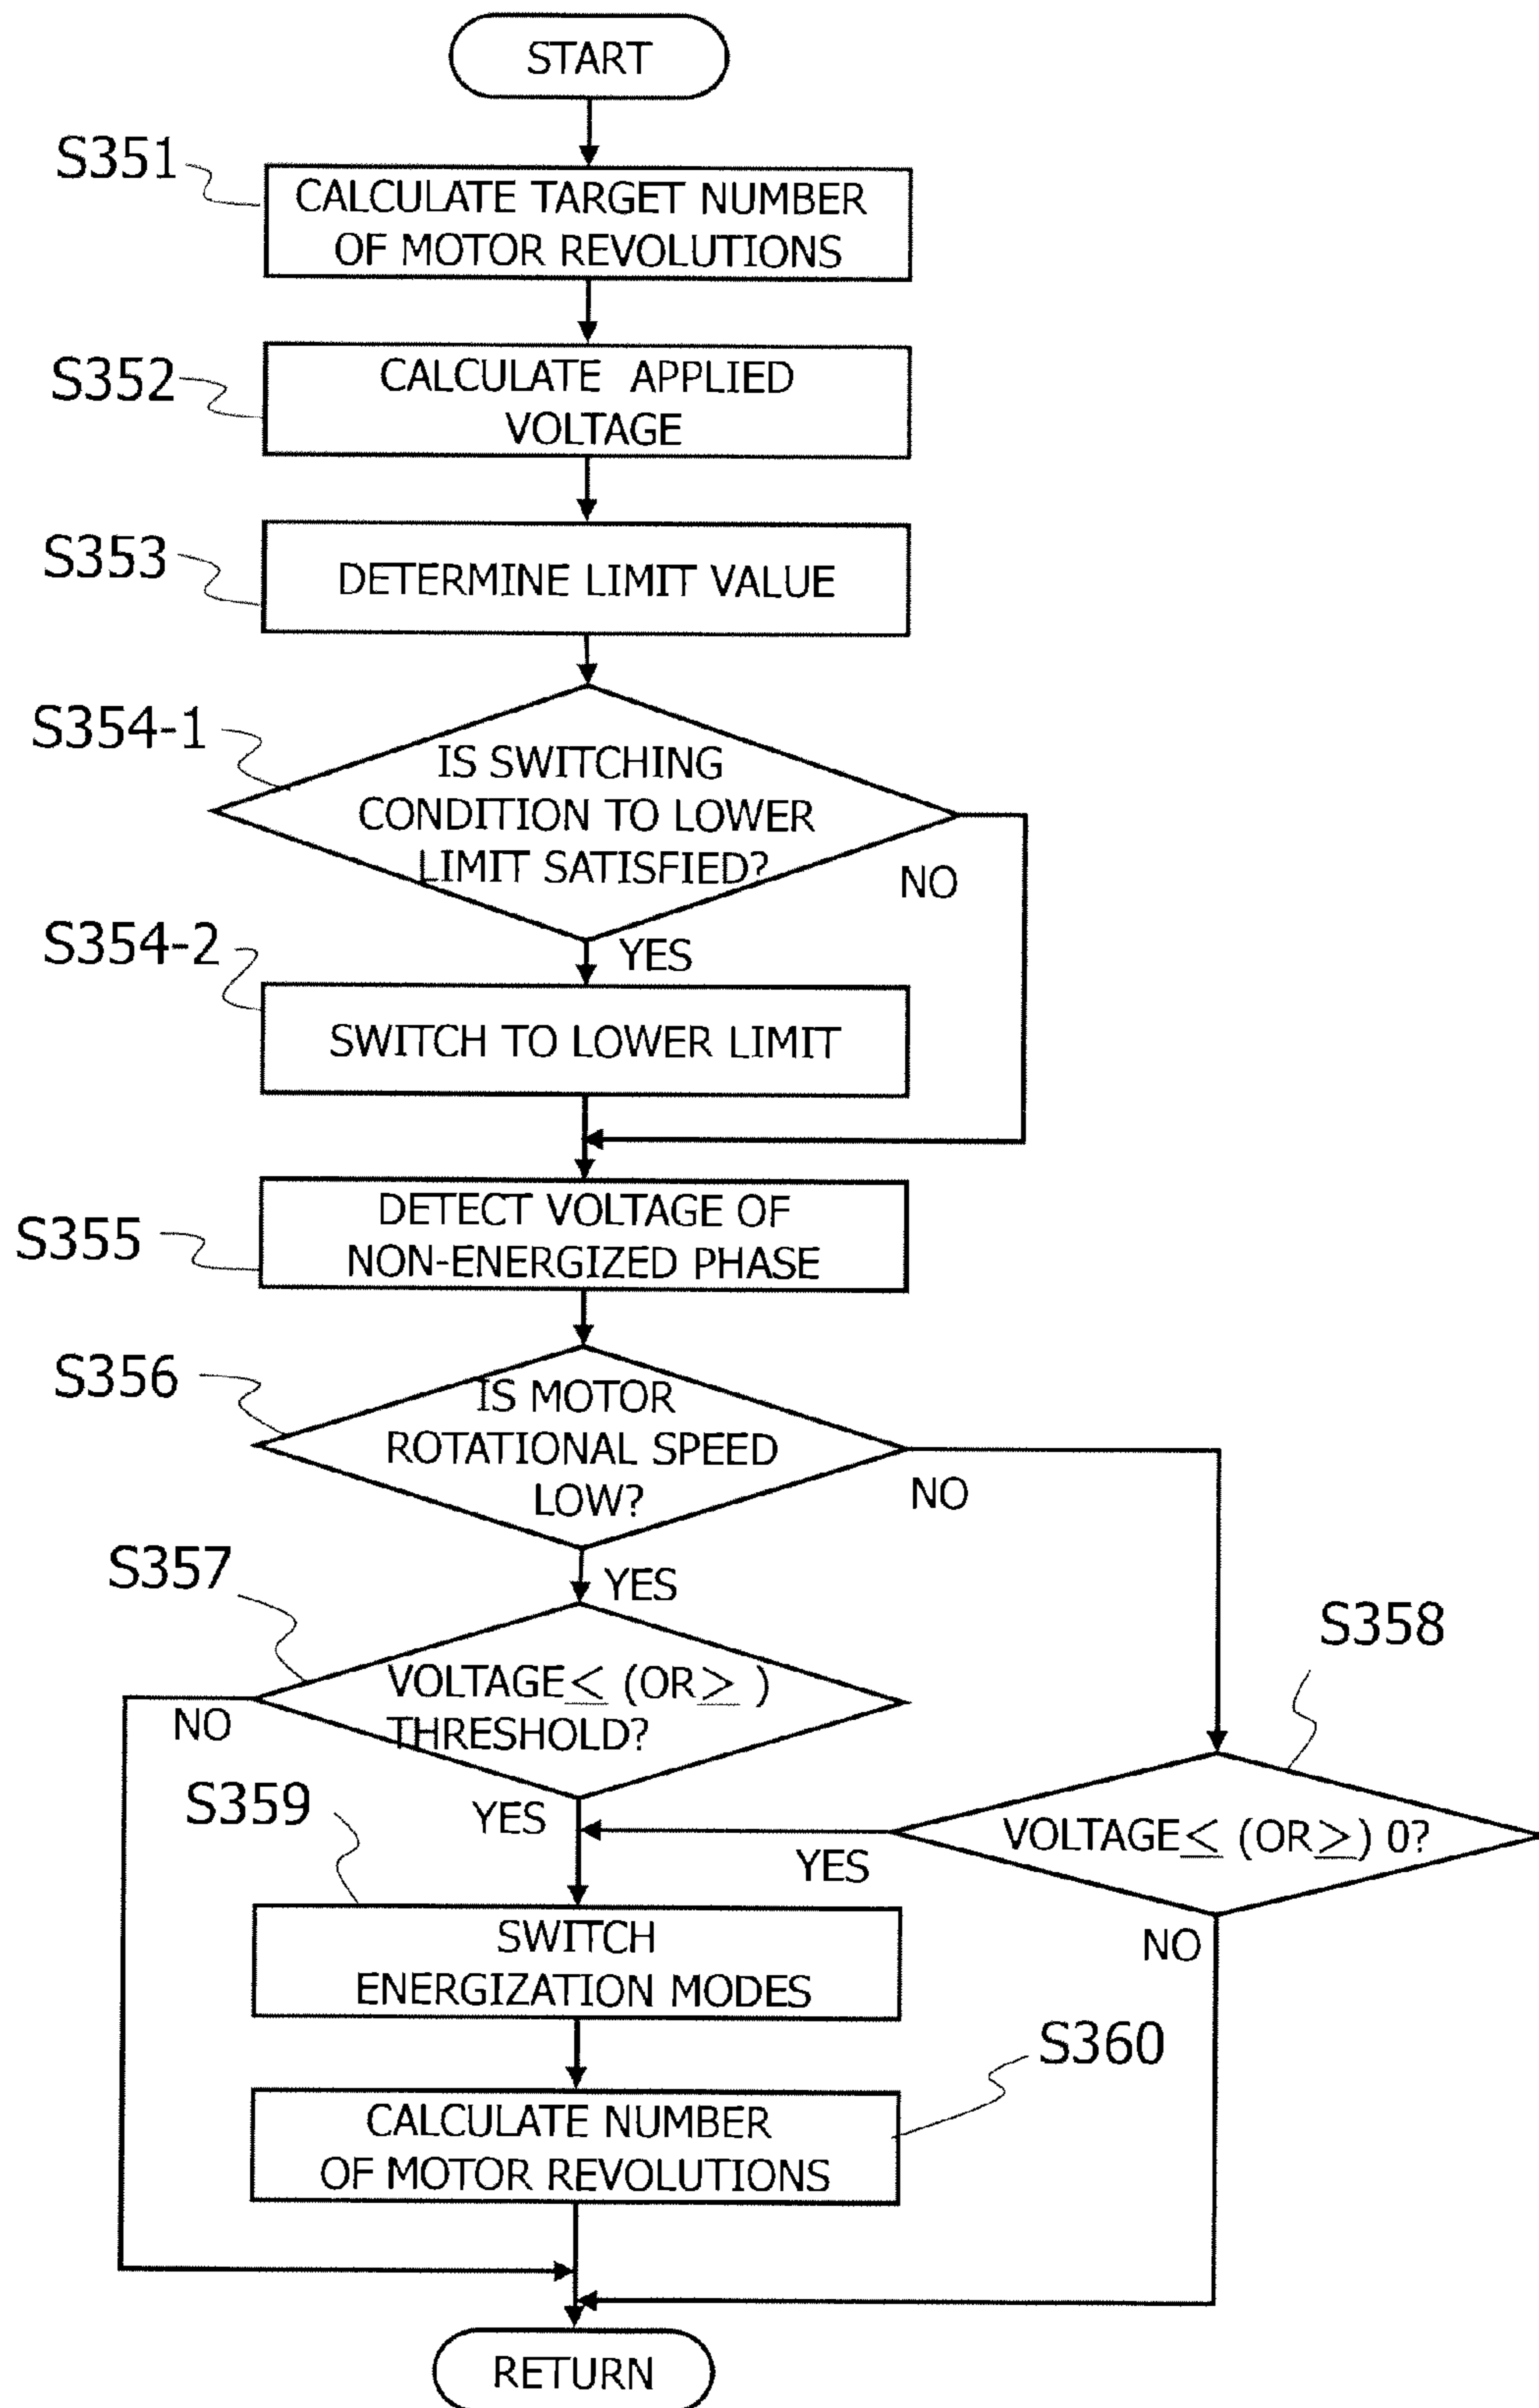 START
S351
CALCULATE TARGET NUMBER
OF MOTOR REVOLUTIONS
S352
CALCULATE APPLIED
VOLTAGE
S353
DETERMINE LIMIT VALUE
S354-1
IS SWITCHING
CONDITION TO LOWER
LIMIT SATISFIED?
NO
YES
S354-2
SWITCH TO LOWER LIMIT
S355
DETECT VOLTAGE OF
NON-ENERGIZED PHASE
S356
IS MOTOR
ROTATIONAL SPEED
LOW?
NO
YES
S357
VOLTAGE≤ (OR≥ )
THRESHOLD?
NO
YES
S358
VOLTAGE≤ (OR≥) 0?
YES
NO
S359
SWITCH
ENERGIZATION MODES
S360
CALCULATE NUMBER
OF MOTOR REVOLUTIONS
RETURN